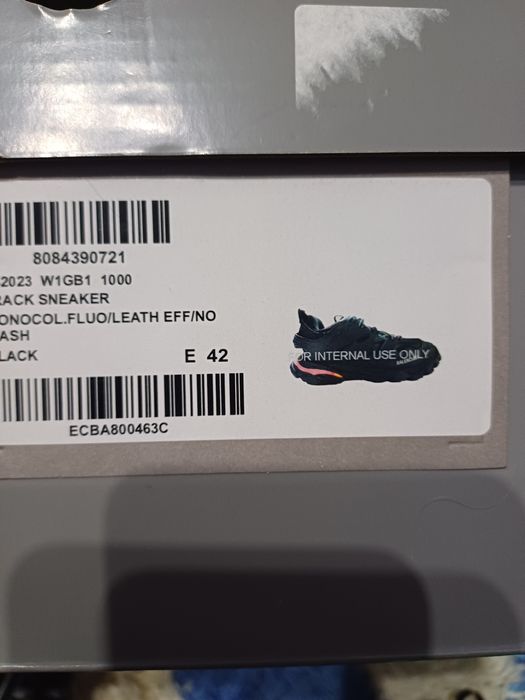 8084390721
2023 W1GB1 1000
RACK SNEAKER
ONOCOL.FLUO/LEATH EFF/NO
ASH
LACK
E 42
FOR INTERNAL USE ONLY
ECBA800463C